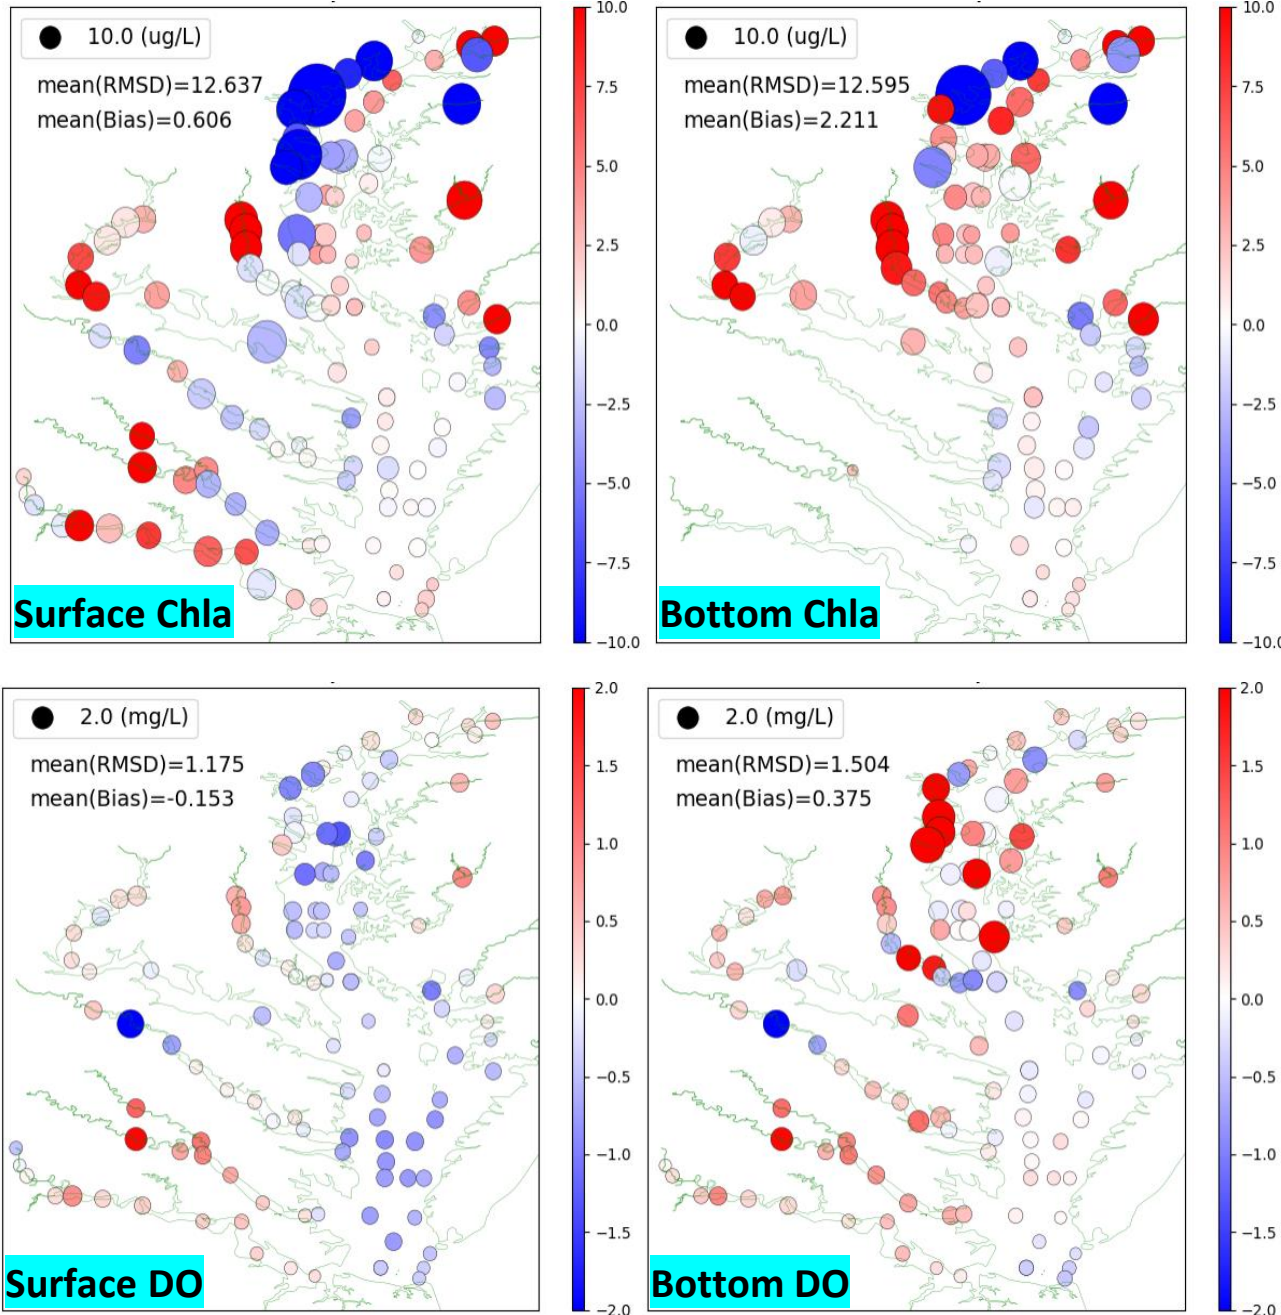 10.0 (ug/L)
mean(RMSD)=12.637
mean(Bias)=0.606
Surface Chla
10.0
7.5
5.0
2.5
0.0
−2.5
−5.0
−7.5
−10.0
10.0 (ug/L)
mean(RMSD)=12.595
mean(Bias)=2.211
Bottom Chla
10.0
7.5
5.0
2.5
0.0
−2.5
−5.0
−7.5
−10.0
2.0 (mg/L)
mean(RMSD)=1.175
mean(Bias)=-0.153
Surface DO
2.0
1.5
1.0
0.5
0.0
−0.5
−1.0
−1.5
−2.0
2.0 (mg/L)
mean(RMSD)=1.504
mean(Bias)=0.375
Bottom DO
2.0
1.5
1.0
0.5
0.0
−0.5
−1.0
−1.5
−2.0